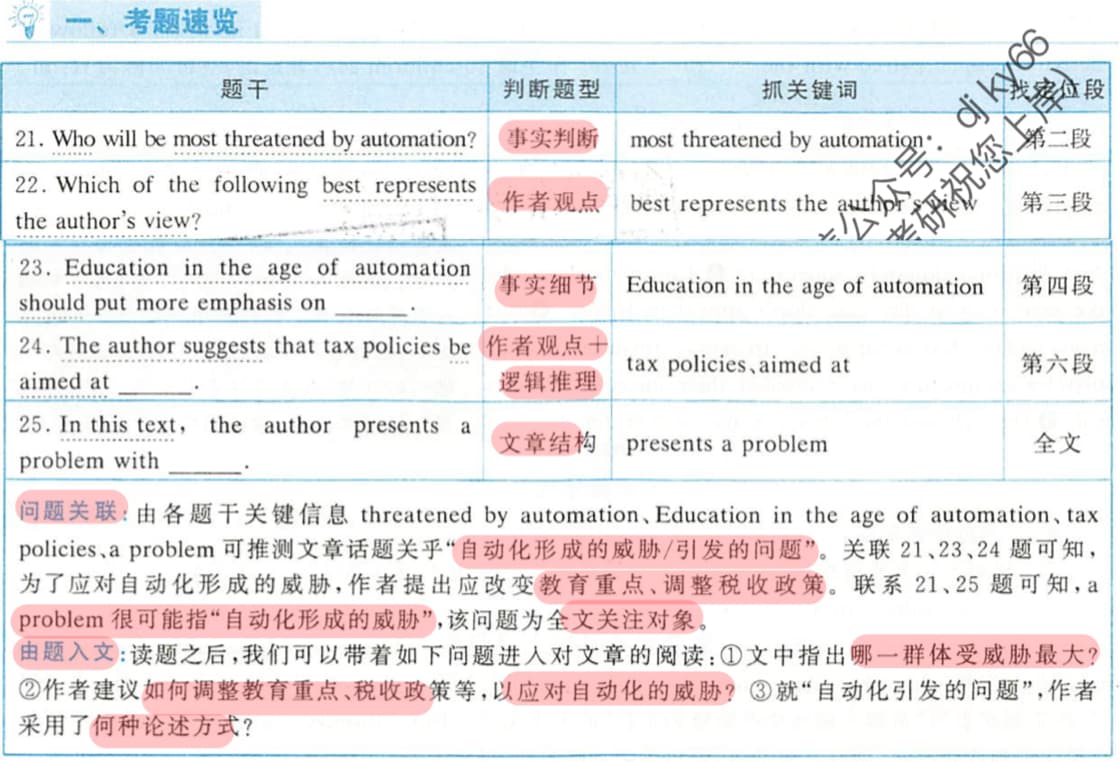 一、考题速览
题干 判断题型 抓关键词 找定位段
21. Who will be most threatened by automation? 事实判断 most threatened by automation 第二段
22. Which of the following best represents
the author's view? 作者观点 best represents the author's view 第三段
23. Education in the age of automation
should put more emphasis on ______. 事实细节 Education in the age of automation 第四段
24. The author suggests that tax policies be
aimed at ______. 作者观点+
逻辑推理 tax policies、aimed at 第六段
25. In this text, the author presents a
problem with ______. 文章结构 presents a problem 全文
问题关联:由各题干关键信息 threatened by automation、Education in the age of automation、tax
policies、a problem 可推测文章话题关乎“自动化形成的威胁/引发的问题”。关联 21、23、24 题可知,
为了应对自动化形成的威胁,作者提出应改变教育重点、调整税收政策。联系 21、25 题可知,a
problem 很可能指“自动化形成的威胁”,该问题为全文关注对象。
由题入文:读题之后,我们可以带着如下问题进入对文章的阅读:①文中指出哪一群体受威胁最大?
②作者建议如何调整教育重点、税收政策等,以应对自动化的威胁? ③就“自动化引发的问题”,作者
采用了何种论述方式?
公众号: djky66
考研祝您上岸)